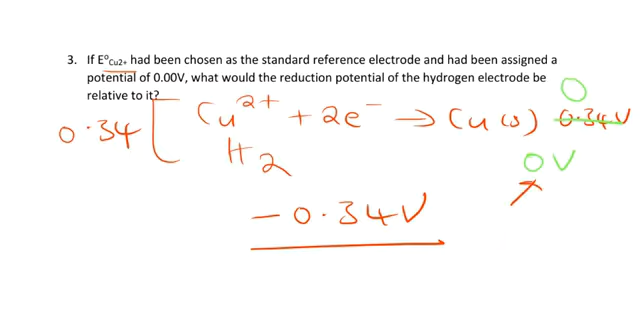 3. If E°Cu2+ had been chosen as the standard reference electrode and had been assigned a
potential of 0.00V, what would the reduction potential of the hydrogen electrode be
relative to it?
0
0.34 [ Cu²⁺ + 2e⁻ → Cu(s) 0.34V
H2
0V
−0.34V